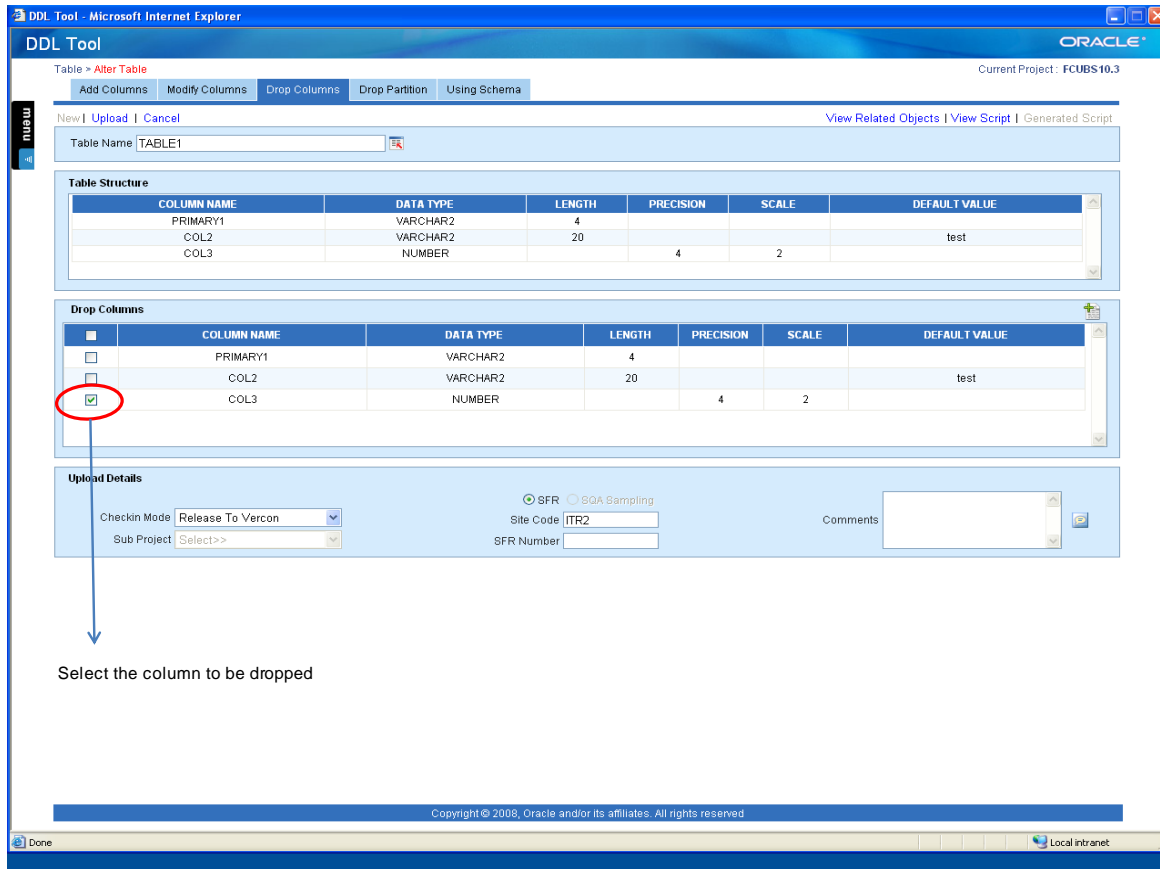 DDL Tool - Microsoft Internet Explorer
DDL Tool
ORACLE
Table > Alter Table
Current Project : FCUBS10.3
Add Columns Modify Columns Drop Columns Drop Partition Using Schema
menu
New | Upload | Cancel
View Related Objects | View Script | Generated Script
Table Name TABLE1
Table Structure
COLUMN NAME DATA TYPE LENGTH PRECISION SCALE DEFAULT VALUE
PRIMARY1 VARCHAR2 4
COL2 VARCHAR2 20 test
COL3 NUMBER 4 2
Drop Columns
COLUMN NAME DATA TYPE LENGTH PRECISION SCALE DEFAULT VALUE
PRIMARY1 VARCHAR2 4
COL2 VARCHAR2 20 test
COL3 NUMBER 4 2
Upload Details
SFR SQA Sampling
Checkin Mode Release To Vercon Site Code ITR2 Comments
Sub Project Select>> SFR Number
Select the column to be dropped
Copyright © 2008, Oracle and/or its affiliates. All rights reserved
Done
Local intranet